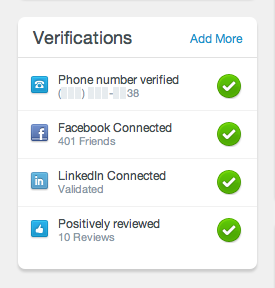 Verifications
Add More
Phone number verified
( ) -38
Facebook Connected
401 Friends
LinkedIn Connected
Validated
Positively reviewed
10 Reviews